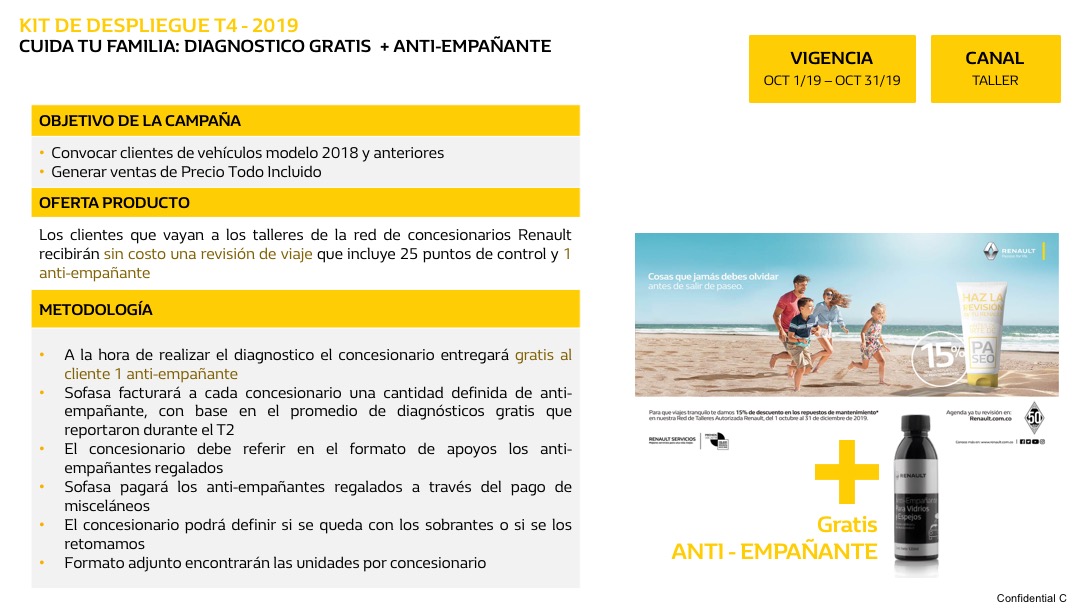 KIT DE DESPLIEGUE T4 - 2019
CUIDA TU FAMILIA: DIAGNOSTICO GRATIS + ANTI-EMPAÑANTE
VIGENCIA
OCT 1/19 – OCT 31/19
CANAL
TALLER
OBJETIVO DE LA CAMPAÑA
• Convocar clientes de vehículos modelo 2018 y anteriores
• Generar ventas de Precio Todo Incluido
OFERTA PRODUCTO
Los clientes que vayan a los talleres de la red de concesionarios Renault
recibirán sin costo una revisión de viaje que incluye 25 puntos de control y 1
anti-empañante
METODOLOGÍA
• A la hora de realizar el diagnostico el concesionario entregará gratis al
cliente 1 anti-empañante
• Sofasa facturará a cada concesionario una cantidad definida de anti-
empañante, con base en el promedio de diagnósticos gratis que
reportaron durante el T2
• El concesionario debe referir en el formato de apoyos los anti-
empañantes regalados
• Sofasa pagará los anti-empañantes regalados a través del pago de
misceláneos
• El concesionario podrá definir si se queda con los sobrantes o si se los
retomamos
• Formato adjunto encontrarán las unidades por concesionario
RENAULT
Cosas que jamás debes olvidar
antes de salir de paseo.
HAZ LA
REVISIÓN
PA
SEO
15%
Para que viajes tranquilo te damos 15% de descuento en los repuestos de mantenimiento*
en nuestra Red de Talleres Autorizada Renault, del 1 octubre al 31 de diciembre de 2019.
Agenda ya tu revisión en:
Renault.com.co
50
RENAULT SERVICIOS
RENAULT
Anti-Empañante
Para Vidrios
y Espejos
Gratis
ANTI - EMPAÑANTE
Confidential C